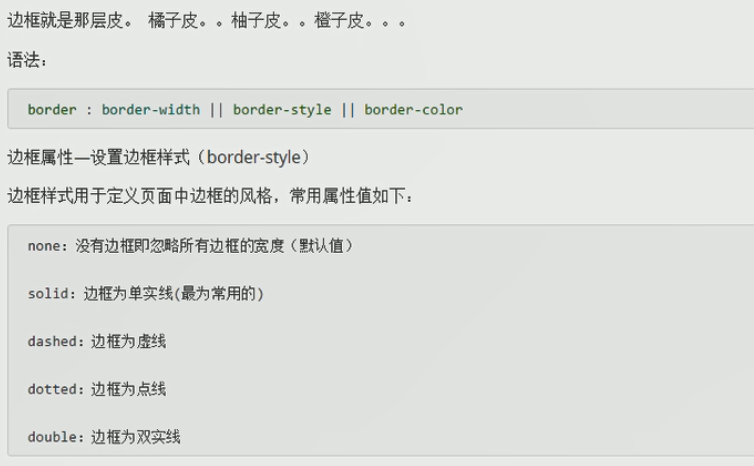 边框就是那层皮。 橘子皮。。柚子皮。。橙子皮。。。
语法：
border : border-width || border-style || border-color
边框属性—设置边框样式（border-style）
边框样式用于定义页面中边框的风格，常用属性值如下：
none：没有边框即忽略所有边框的宽度（默认值）
solid：边框为单实线(最为常用的)
dashed：边框为虚线
dotted：边框为点线
double：边框为双实线